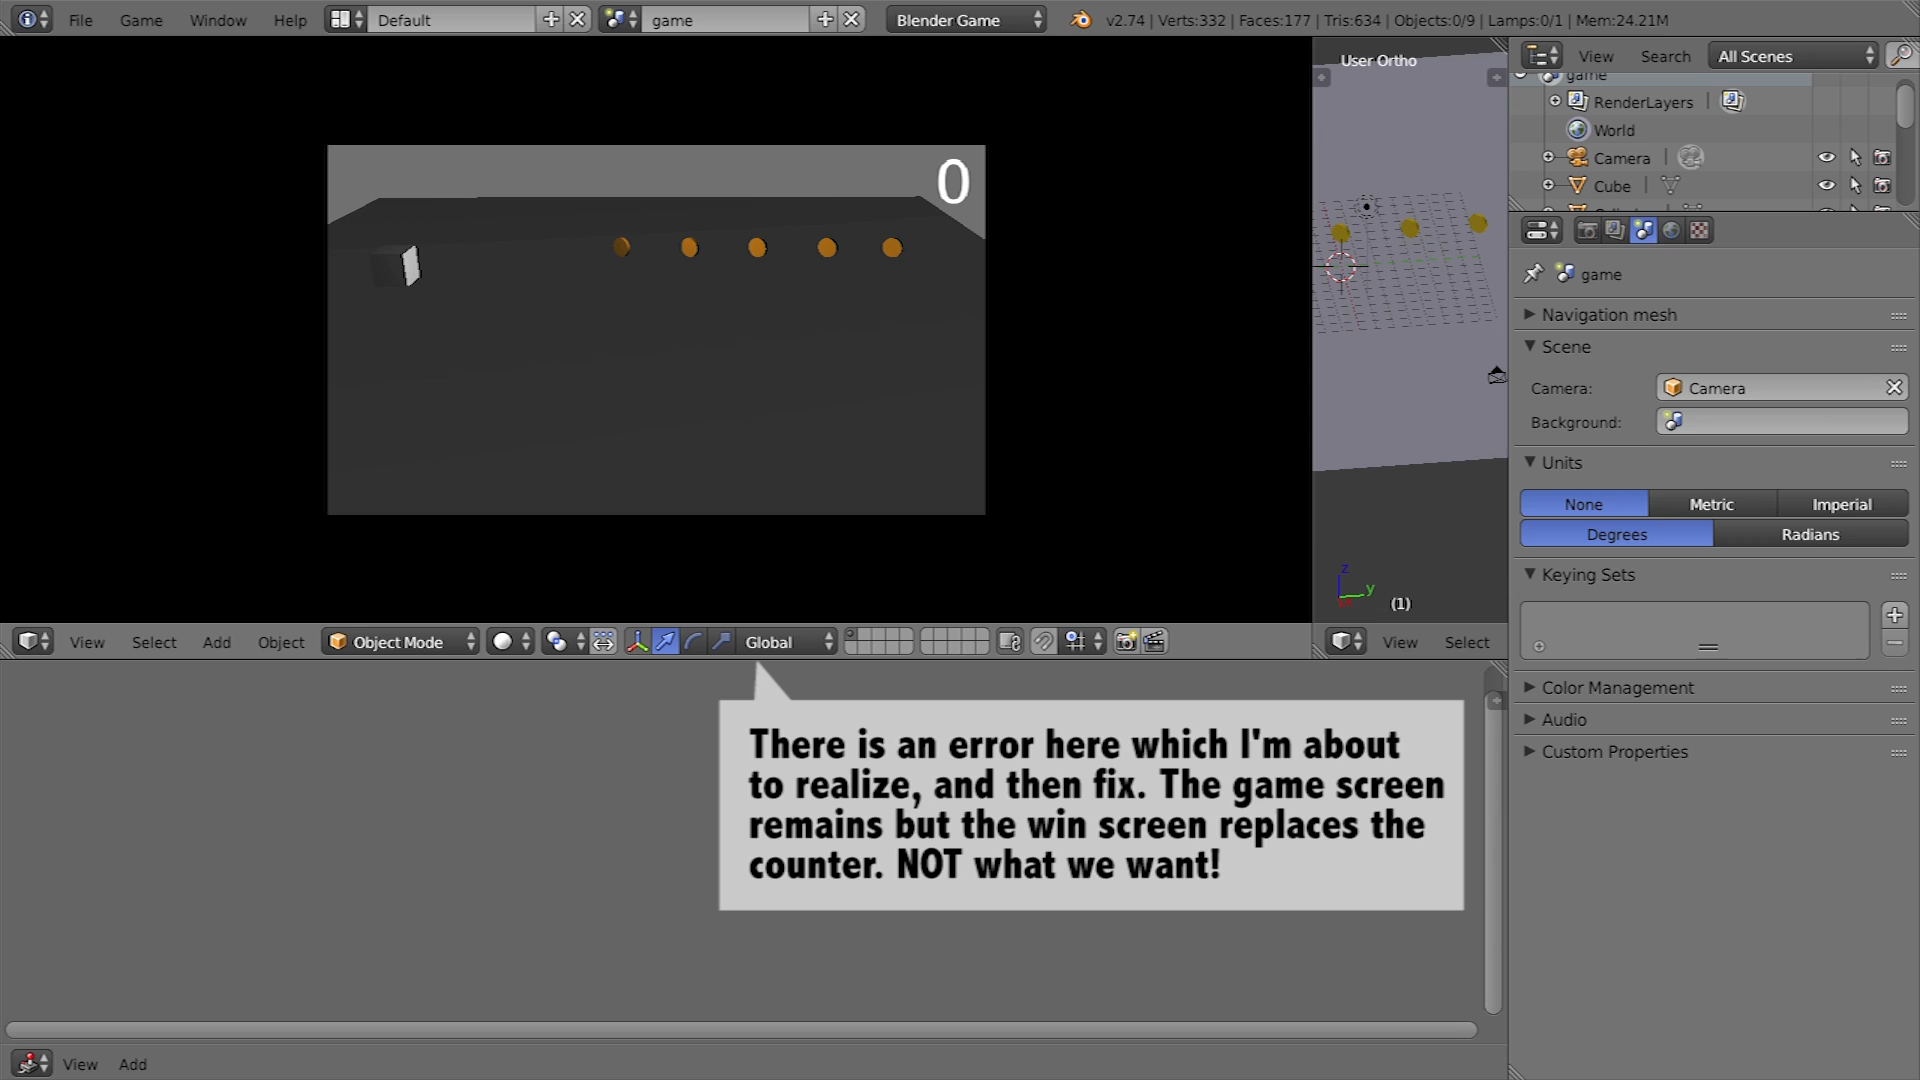 File Game Window Help Default game Blender Game v2.74 | Verts:332 | Faces:177 | Tris:634 | Objects:0/9 | Lamps:0/1 | Mem:24.21M
User Ortho
View Search All Scenes
game
RenderLayers
World
Camera
Cube
0
game
Navigation mesh
Scene
Camera: Camera
Background:
Units
None Metric Imperial
Degrees Radians
Keying Sets
z
y
(1)
View Select Add Object Object Mode Global
View Select
Color Management
Audio
Custom Properties
There is an error here which I'm about
to realize, and then fix. The game screen
remains but the win screen replaces the
counter. NOT what we want!
View Add